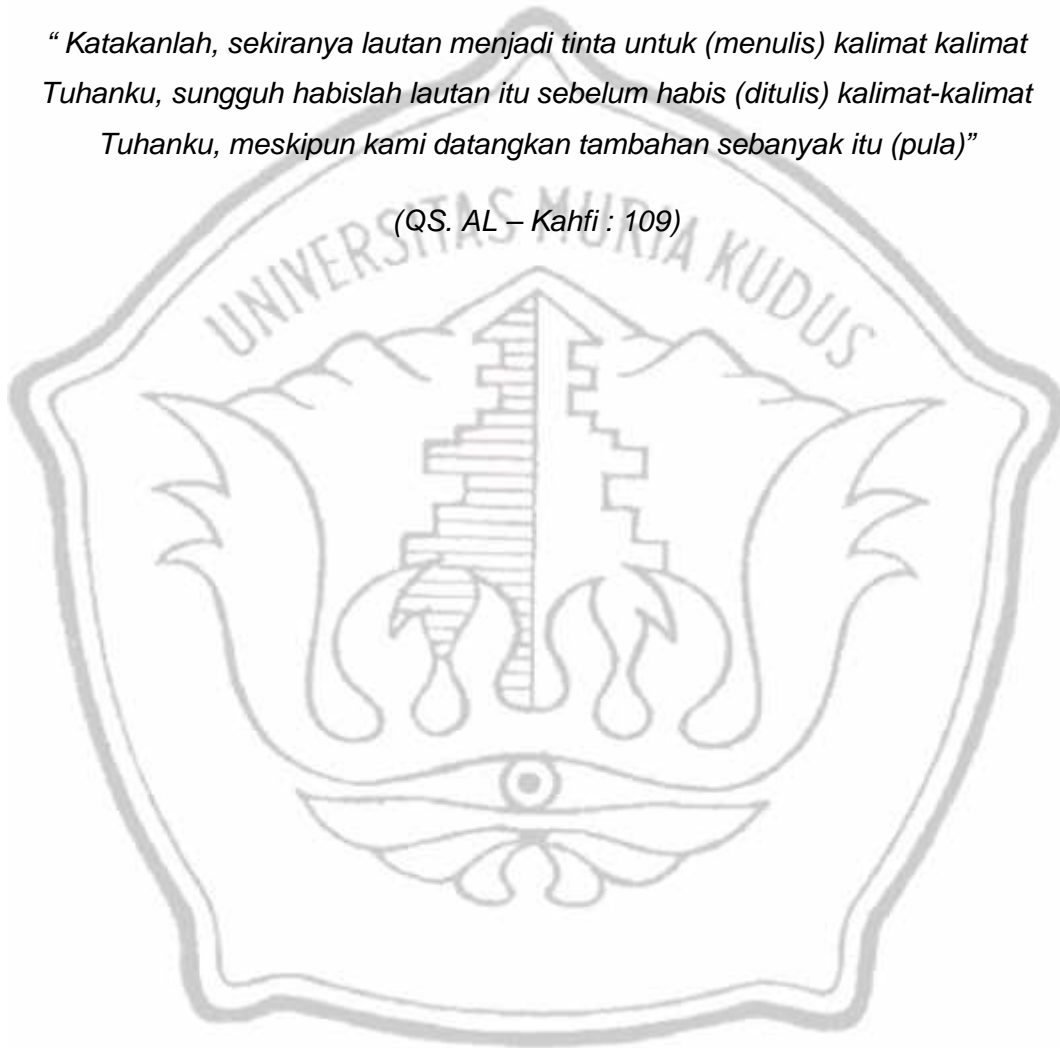 “ Katakanlah, sekiranya lautan menjadi tinta untuk (menulis) kalimat kalimat
Tuhanku, sungguh habislah lautan itu sebelum habis (ditulis) kalimat-kalimat
Tuhanku, meskipun kami datangkan tambahan sebanyak itu (pula)”
(QS. AL – Kahfi : 109)
UNIVERSITAS MURIA KUDUS